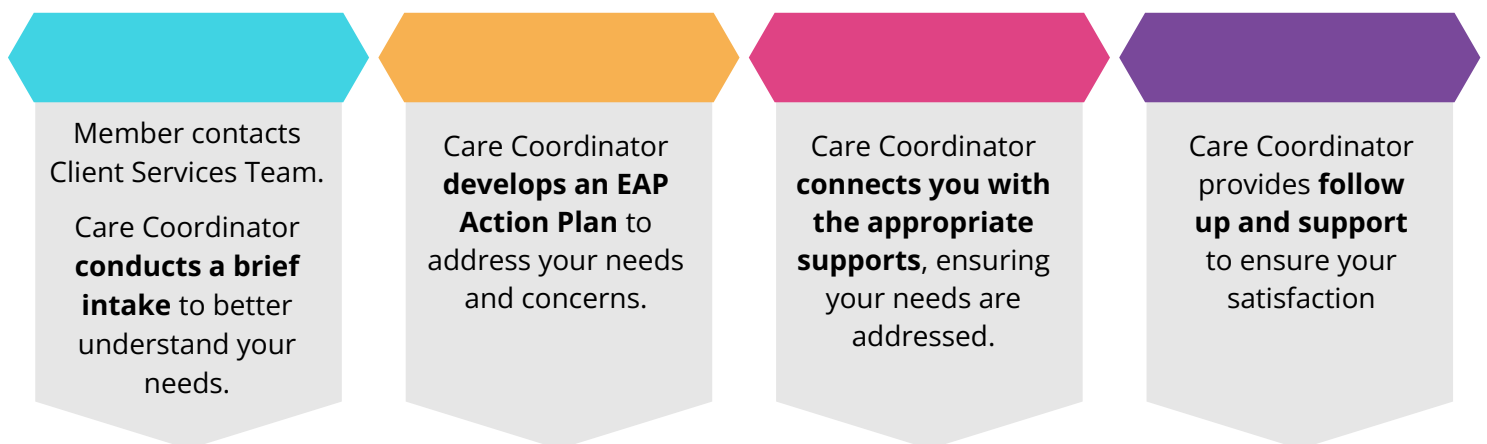 Member contacts
Client Services Team.
Care Coordinator
conducts a brief
intake to better
understand your
needs.
Care Coordinator
develops an EAP
Action Plan to
address your needs
and concerns.
Care Coordinator
connects you with
the appropriate
supports, ensuring
your needs are
addressed.
Care Coordinator
provides follow
up and support
to ensure your
satisfaction